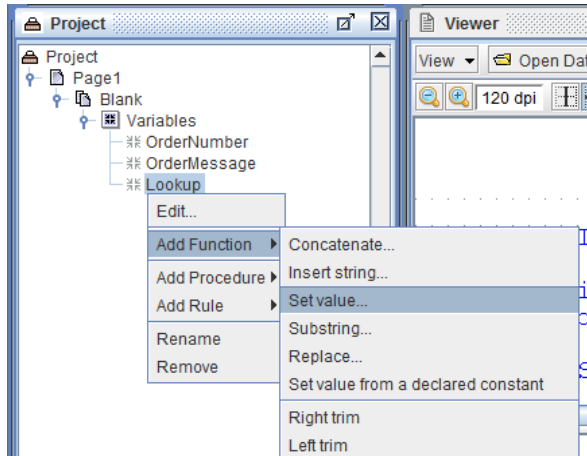 Project
Viewer
Project
View
Open Dat
Page1
Blank
120 dpi
Variables
OrderNumber
OrderMessage
Lookup
Edit...
Add Function
Concatenate...
Add Procedure
Insert string...
Add Rule
Set value...
Rename
Substring...
Remove
Replace...
Set value from a declared constant
Right trim
Left trim